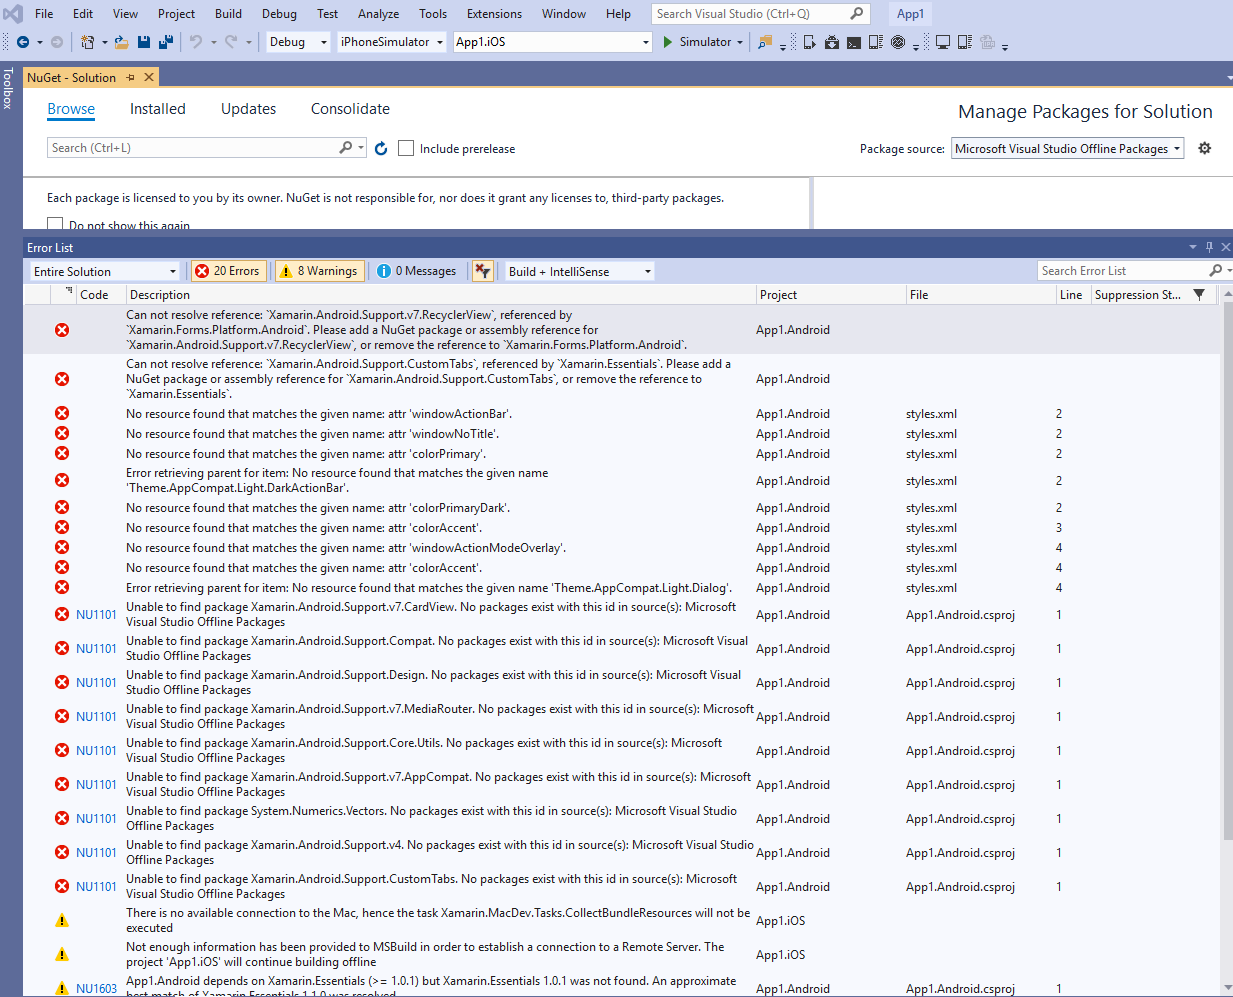 File Edit View Project Build Debug Test Analyze Tools Extensions Window Help Search Visual Studio (Ctrl+Q) App1
Debug iPhoneSimulator App1.iOS Simulator
Toolbox
NuGet - Solution
Browse Installed Updates Consolidate
Manage Packages for Solution
Search (Ctrl+L) Include prerelease Package source: Microsoft Visual Studio Offline Packages
Each package is licensed to you by its owner. NuGet is not responsible for, nor does it grant any licenses to, third-party packages.
Do not show this again
Error List
Entire Solution 20 Errors 8 Warnings 0 Messages Build + IntelliSense Search Error List
Code Description Project File Line Suppression St...
Can not resolve reference: `Xamarin.Android.Support.v7.RecyclerView`, referenced by
`Xamarin.Forms.Platform.Android`. Please add a NuGet package or assembly reference for App1.Android
`Xamarin.Android.Support.v7.RecyclerView`, or remove the reference to `Xamarin.Forms.Platform.Android`.
Can not resolve reference: `Xamarin.Android.Support.CustomTabs`, referenced by `Xamarin.Essentials`. Please add a
NuGet package or assembly reference for `Xamarin.Android.Support.CustomTabs`, or remove the reference to App1.Android
`Xamarin.Essentials`.
No resource found that matches the given name: attr 'windowActionBar'. App1.Android styles.xml 2
No resource found that matches the given name: attr 'windowNoTitle'. App1.Android styles.xml 2
No resource found that matches the given name: attr 'colorPrimary'. App1.Android styles.xml 2
Error retrieving parent for item: No resource found that matches the given name
'Theme.AppCompat.Light.DarkActionBar'. App1.Android styles.xml 2
No resource found that matches the given name: attr 'colorPrimaryDark'. App1.Android styles.xml 2
No resource found that matches the given name: attr 'colorAccent'. App1.Android styles.xml 3
No resource found that matches the given name: attr 'windowActionModeOverlay'. App1.Android styles.xml 4
No resource found that matches the given name: attr 'colorAccent'. App1.Android styles.xml 4
Error retrieving parent for item: No resource found that matches the given name 'Theme.AppCompat.Light.Dialog'. App1.Android styles.xml 4
NU1101 Unable to find package Xamarin.Android.Support.v7.CardView. No packages exist with this id in source(s): Microsoft
Visual Studio Offline Packages App1.Android App1.Android.csproj 1
NU1101 Unable to find package Xamarin.Android.Support.Compat. No packages exist with this id in source(s): Microsoft Visual
Studio Offline Packages App1.Android App1.Android.csproj 1
NU1101 Unable to find package Xamarin.Android.Support.Design. No packages exist with this id in source(s): Microsoft Visual
Studio Offline Packages App1.Android App1.Android.csproj 1
NU1101 Unable to find package Xamarin.Android.Support.v7.MediaRouter. No packages exist with this id in source(s): Microsoft
Visual Studio Offline Packages App1.Android App1.Android.csproj 1
NU1101 Unable to find package Xamarin.Android.Support.Core.Utils. No packages exist with this id in source(s): Microsoft
Visual Studio Offline Packages App1.Android App1.Android.csproj 1
NU1101 Unable to find package Xamarin.Android.Support.v7.AppCompat. No packages exist with this id in source(s): Microsoft
Visual Studio Offline Packages App1.Android App1.Android.csproj 1
NU1101 Unable to find package System.Numerics.Vectors. No packages exist with this id in source(s): Microsoft Visual Studio
Offline Packages App1.Android App1.Android.csproj 1
NU1101 Unable to find package Xamarin.Android.Support.v4. No packages exist with this id in source(s): Microsoft Visual Studio
Offline Packages App1.Android App1.Android.csproj 1
NU1101 Unable to find package Xamarin.Android.Support.CustomTabs. No packages exist with this id in source(s): Microsoft
Visual Studio Offline Packages App1.Android App1.Android.csproj 1
There is no available connection to the Mac, hence the task Xamarin.MacDev.Tasks.CollectBundleResources will not be
executed App1.iOS
Not enough information has been provided to MSBuild in order to establish a connection to a Remote Server. The
project 'App1.iOS' will continue building offline App1.iOS
NU1603 App1.Android depends on Xamarin.Essentials (>= 1.0.1) but Xamarin.Essentials 1.0.1 was not found. An approximate App1.Android App1.Android.csproj 1
best match of Xamarin.Essentials 1.1.0 was resolved.